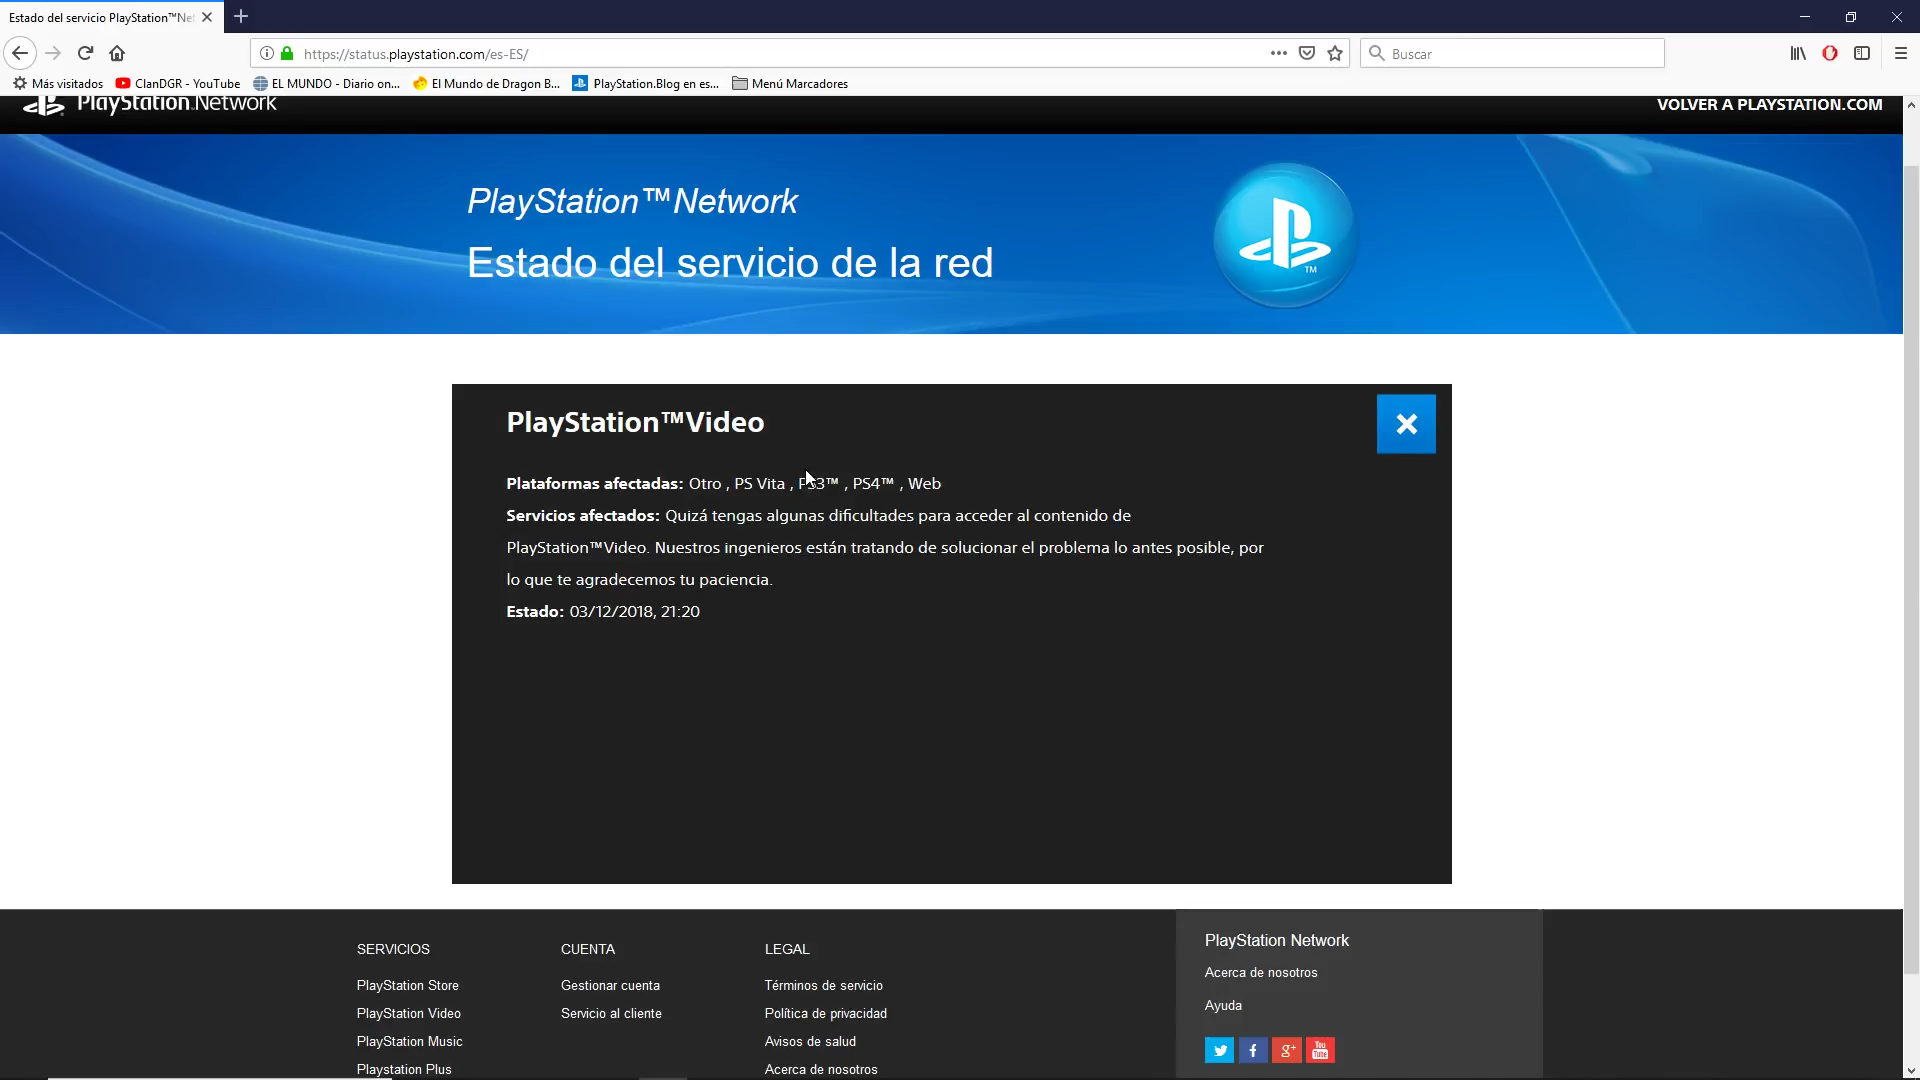 Estado del servicio PlayStation™Ne
https://status.playstation.com/es-ES/
Buscar
Más visitados
ClanDGR - YouTube
EL MUNDO - Diario on...
El Mundo de Dragon B...
PlayStation.Blog en es...
Menú Marcadores
PlayStation Network
VOLVER A PLAYSTATION.COM
PlayStation™Network
Estado del servicio de la red
TM
PlayStation™Video
Plataformas afectadas: Otro , PS Vita , PS3™ , PS4™ , Web
Servicios afectados: Quizá tengas algunas dificultades para acceder al contenido de
PlayStation™Video. Nuestros ingenieros están tratando de solucionar el problema lo antes posible, por
lo que te agradecemos tu paciencia.
Estado: 03/12/2018, 21:20
SERVICIOS
PlayStation Store
PlayStation Video
PlayStation Music
Playstation Plus
CUENTA
Gestionar cuenta
Servicio al cliente
LEGAL
Términos de servicio
Política de privacidad
Avisos de salud
Acerca de nosotros
PlayStation Network
Acerca de nosotros
Ayuda
f
g+
You
Tube